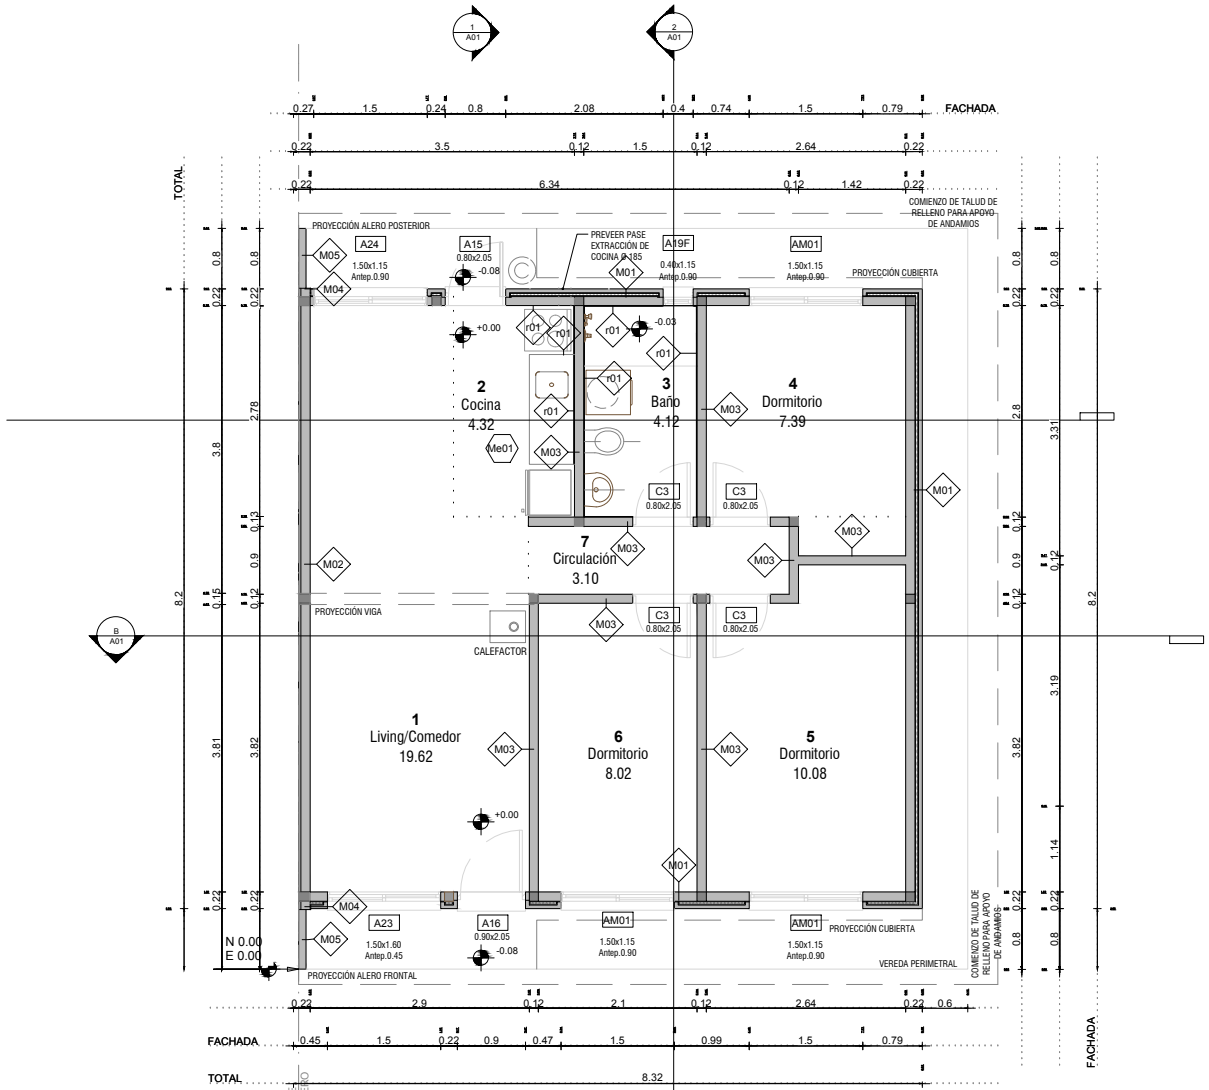 1
A01
2
A01
0.27 1.5 0.24 0.8 2.08 0.4 0.74 1.5 0.79 FACHADA
0.22 3.5 0.12 1.5 0.12 2.64 0.22
TOTAL
0.22 6.34 0.12 1.42 0.22
COMIENZO DE TALUD DE
RELLENO PARA APOYO
DE ANDAMIOS
PROYECCIÓN ALERO POSTERIOR
PREVEER PASE
EXTRACCIÓN DE
COCINA Ø 185
A24
1.50x1.15
Antep.0.90
A15
0.80x2.05
-0.08
A19F
0.40x1.15
Antep.0.90
AM01
1.50x1.15
Antep.0.90
PROYECCIÓN CUBIERTA
M05
M04
M01
0.8
0.8
0.22
0.22
0.8
0.8
0.22
0.22
+0.00
r01
r01
r01
-0.03
r01
r01
r01
2
Cocina
4.32
3
Baño
4.12
4
Dormitorio
7.39
M03
Me01
M03
M01
2.78
3.8
2.8
3.31
C3
0.80x2.05
C3
0.80x2.05
7
Circulación
3.10
M03
M03
M03
M02
0.13
0.9
0.15
0.12
8.2
0.12
0.9
0.12
0.12
8.2
PROYECCIÓN VIGA
CALEFACTOR
M03
C3
0.80x2.05
C3
0.80x2.05
B
A01
1
Living/Comedor
19.62
M03
6
Dormitorio
8.02
M03
5
Dormitorio
10.08
3.81
3.82
3.82
3.19
1.14
+0.00
M01
0.22
0.22
0.22
0.22
M04
M05
A23
1.50x1.60
Antep.0.45
A16
0.90x2.05
-0.08
AM01
1.50x1.15
Antep.0.90
AM01
1.50x1.15
Antep.0.90
PROYECCIÓN CUBIERTA
VEREDA PERIMETRAL
COMIENZO DE TALUD DE
RELLENO PARA APOYO
DE ANDAMIOS
0.8
0.8
N 0.00
E 0.00
PROYECCIÓN ALERO FRONTAL
0.22 2.9 0.12 2.1 0.12 2.64 0.22 0.6
FACHADA 0.45 1.5 0.22 0.9 0.47 1.5 0.99 1.5 0.79
FACHADA
TOTAL 8.32